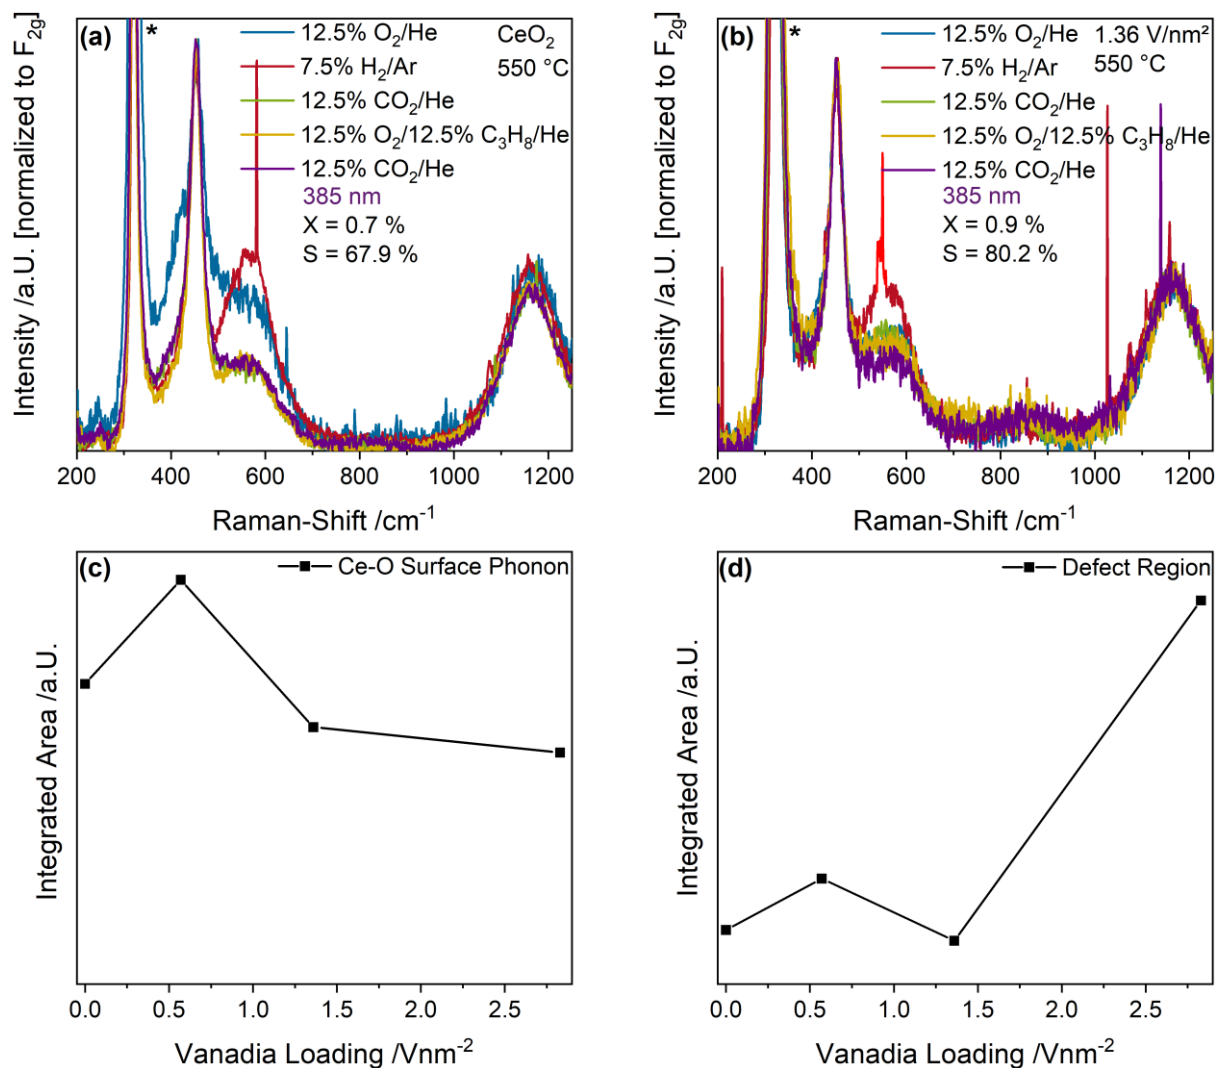 (a)
*
12.5% O₂/He
7.5% H₂/Ar
12.5% CO₂/He
12.5% O₂/12.5% C₃H₈/He
12.5% CO₂/He
385 nm
X = 0.7 %
S = 67.9 %
CeO₂
550 °C
Intensity /a.U. [normalized to F₂g]
200 400 600 800 1000 1200
Raman-Shift /cm⁻¹
(b)
*
12.5% O₂/He
7.5% H₂/Ar
12.5% CO₂/He
12.5% O₂/12.5% C₃H₈/He
12.5% CO₂/He
385 nm
X = 0.9 %
S = 80.2 %
1.36 V/nm²
550 °C
Intensity /a.U. [normalized to F₂g]
200 400 600 800 1000 1200
Raman-Shift /cm⁻¹
(c)
Ce-O Surface Phonon
Integrated Area /a.U.
0.0 0.5 1.0 1.5 2.0 2.5
Vanadia Loading /Vnm⁻²
(d)
Defect Region
Integrated Area /a.U.
0.0 0.5 1.0 1.5 2.0 2.5
Vanadia Loading /Vnm⁻²